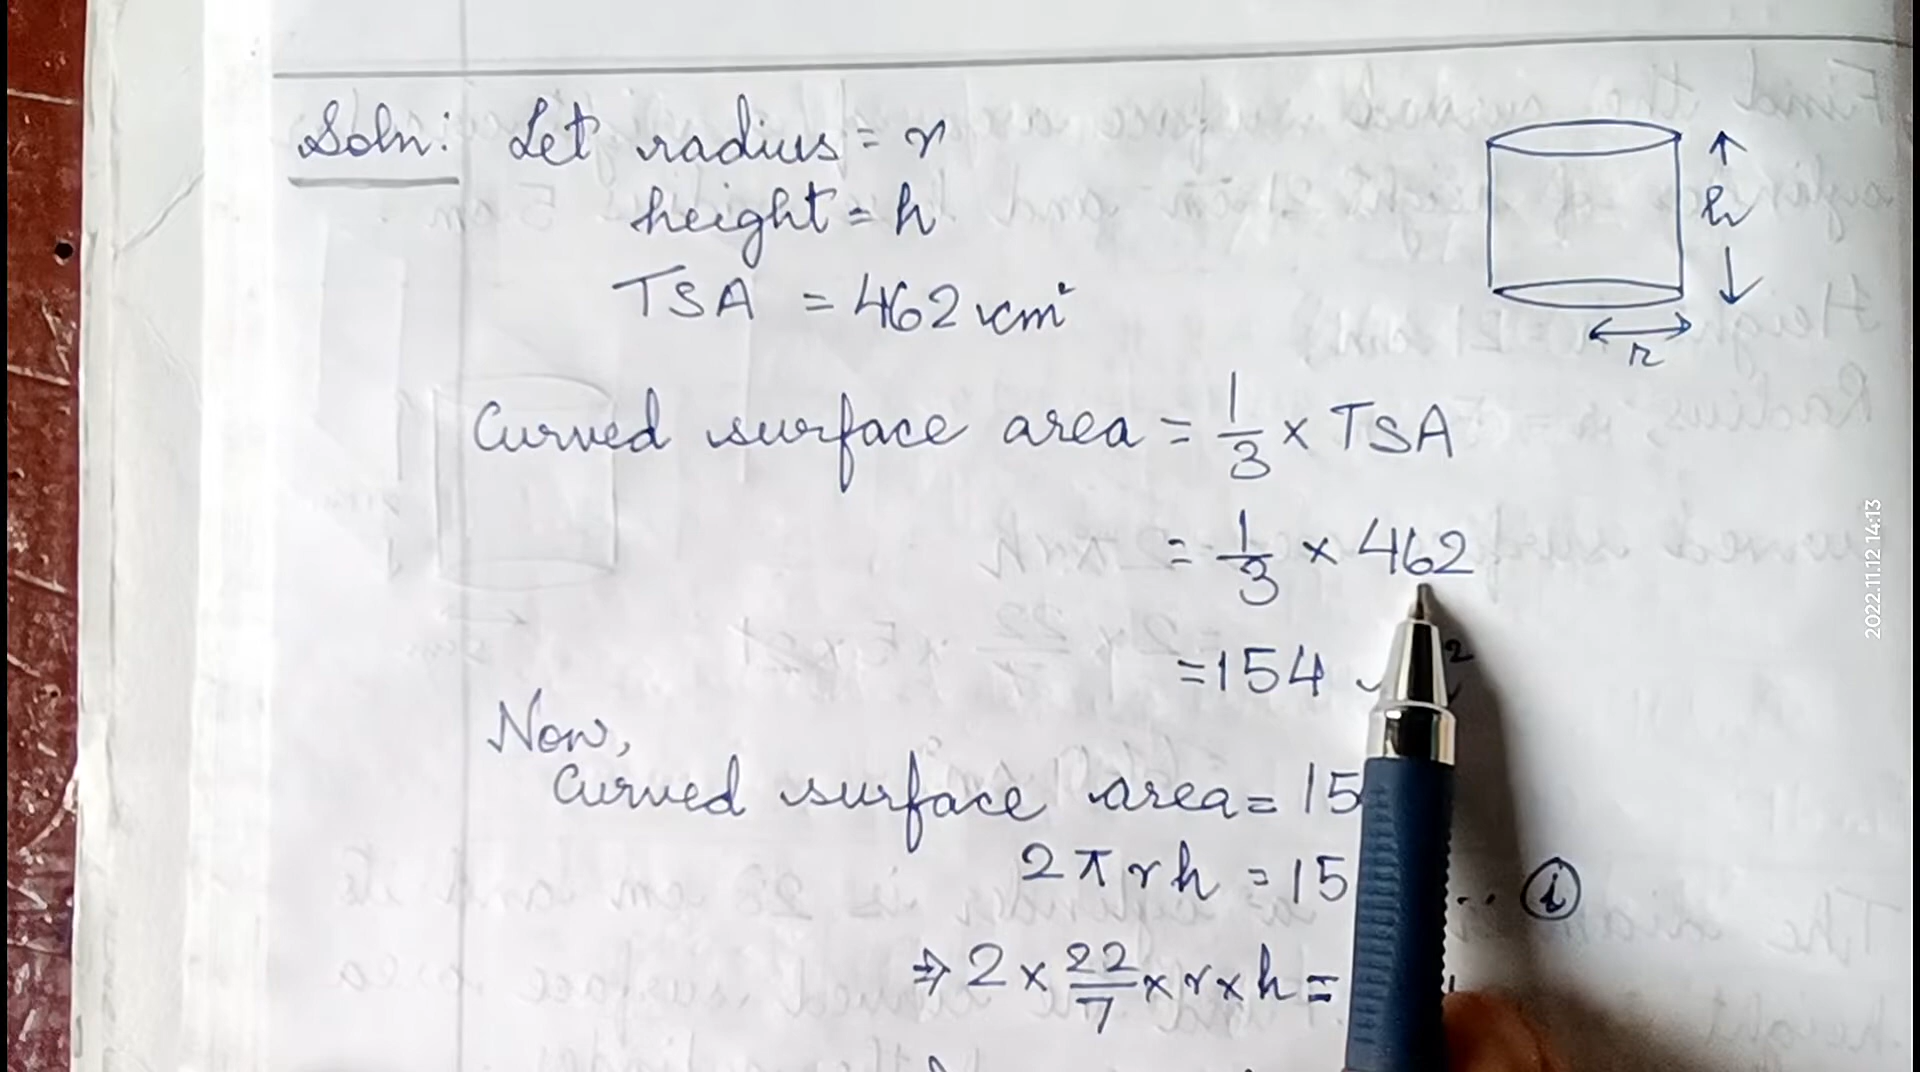 Soln: Let radius = r
height = h
TSA = 462 cm²
h
r
Curved surface area = 1/3 × TSA
= 1/3 × 462
= 154
Now,
Curved surface area = 15
2πrh = 15 .. (i)
⇒ 2 × 22/7 × r × h =
2022.11.12 14:13